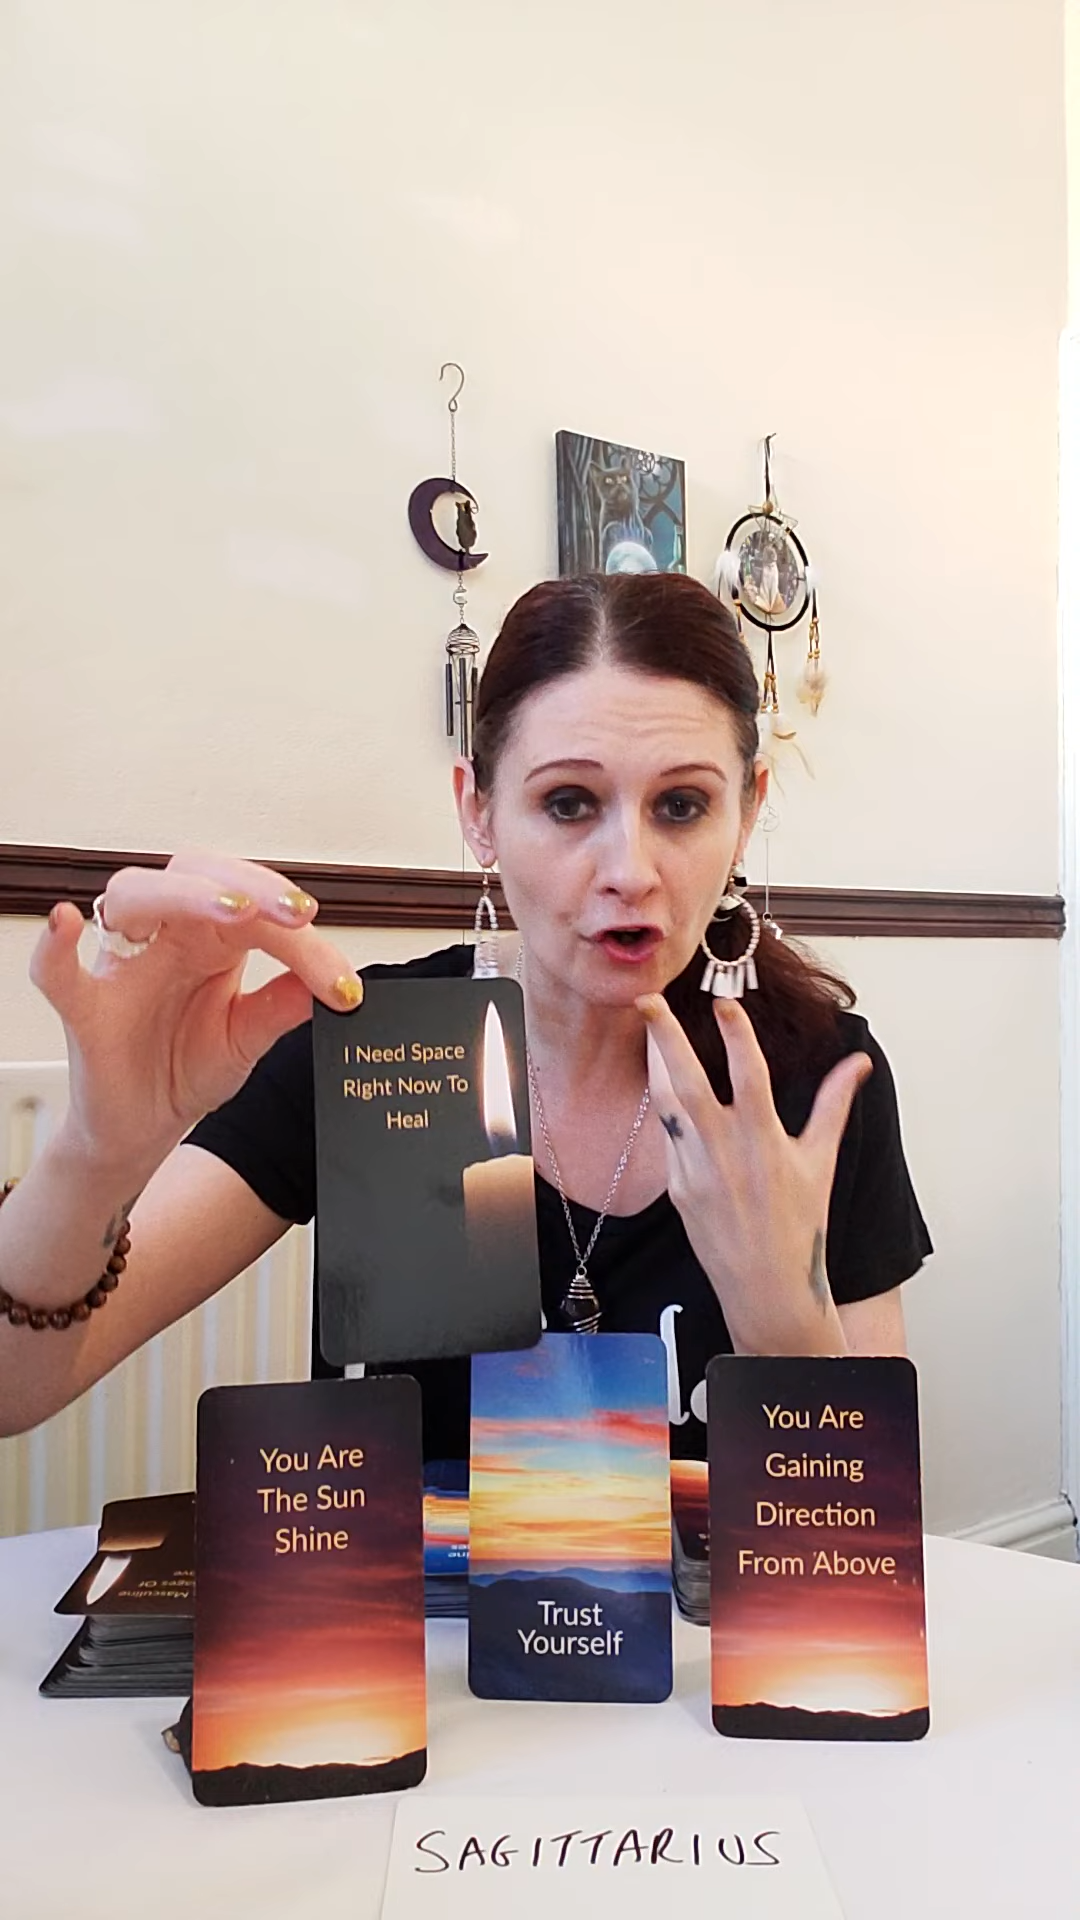 I Need Space
Right Now To
Heal
You Are
The Sun
Shine
Trust
Yourself
You Are
Gaining
Direction
From Above
SAGITTARIUS